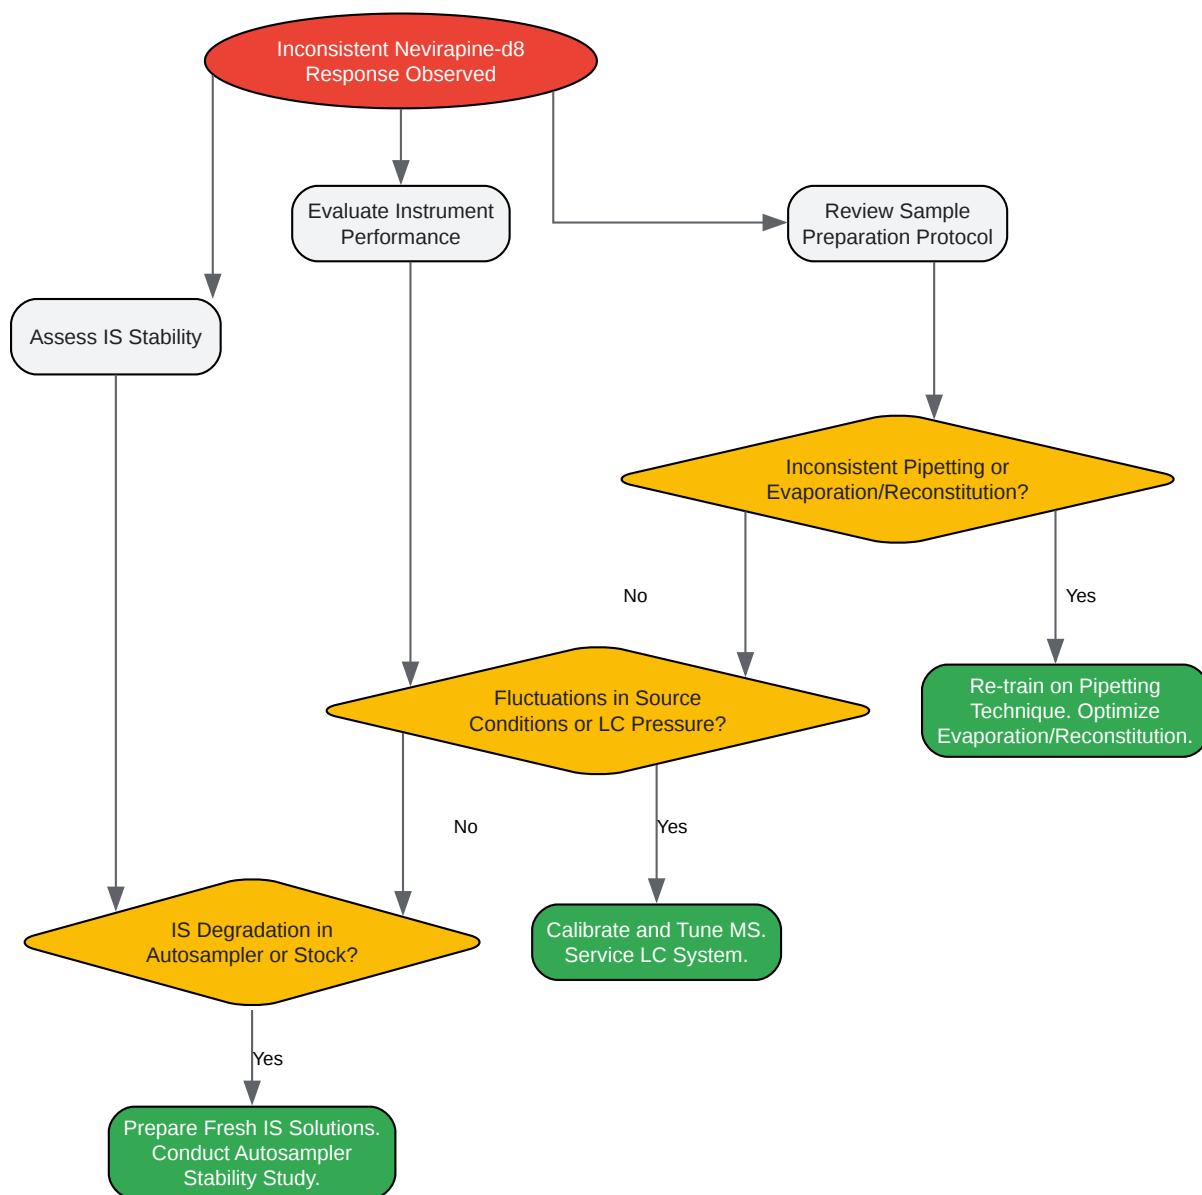 Inconsistent Nevirapine-d8
Response Observed
Evaluate Instrument
Performance
Review Sample
Preparation Protocol
Assess IS Stability
Inconsistent Pipetting or
Evaporation/Reconstitution?
No
Yes
Fluctuations in Source
Conditions or LC Pressure?
Re-train on Pipetting
Technique. Optimize
Evaporation/Reconstitution.
No
Yes
IS Degradation in
Autosampler or Stock?
Calibrate and Tune MS.
Service LC System.
Yes
Prepare Fresh IS Solutions.
Conduct Autosampler
Stability Study.